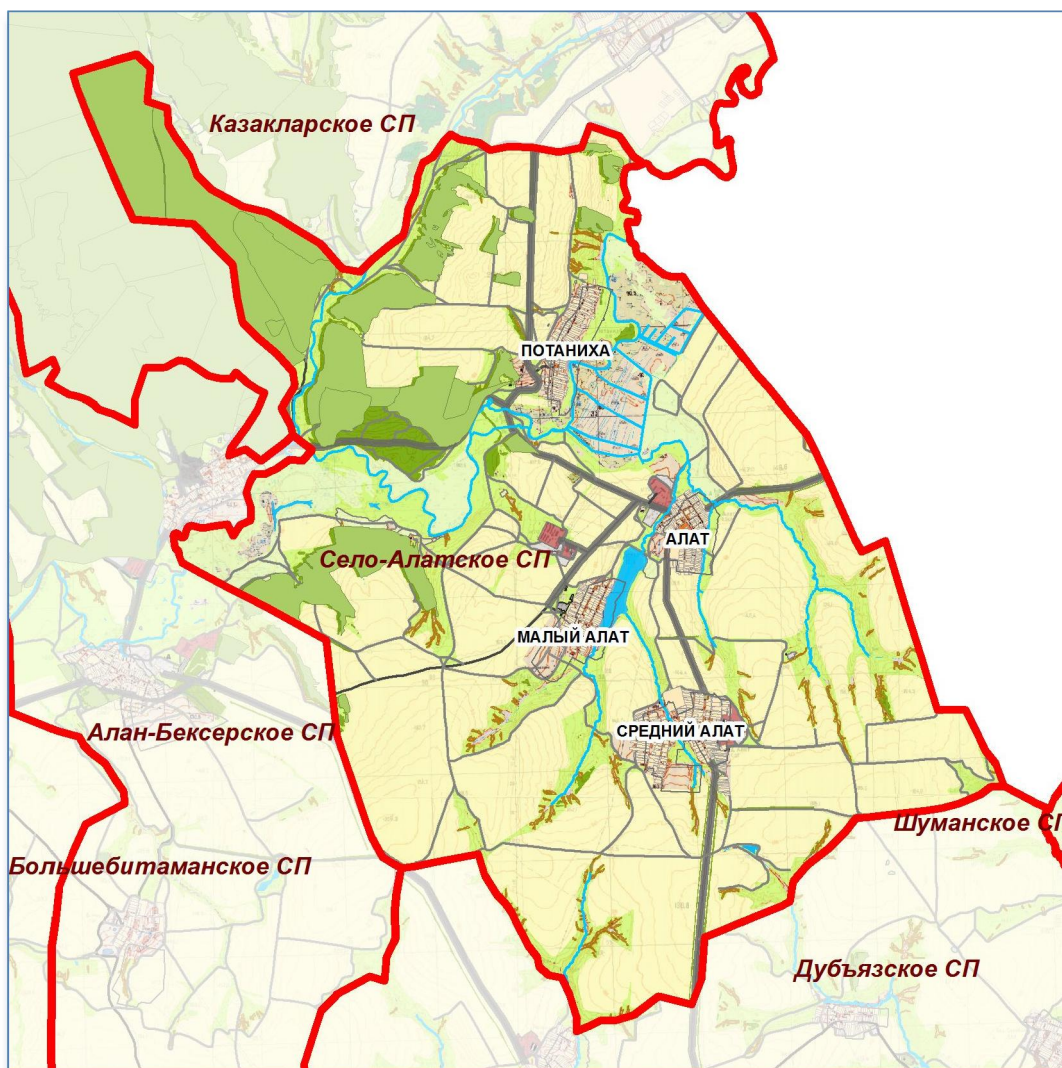 Казакларское СП
ПОТАНИХА
АЛАТ
Село-Алатское СП
МАЛЫЙ АЛАТ
СРЕДНИЙ АЛАТ
Алан-Бексерское СП
Шуманское СП
Большебитаманское СП
Дубъязское СП